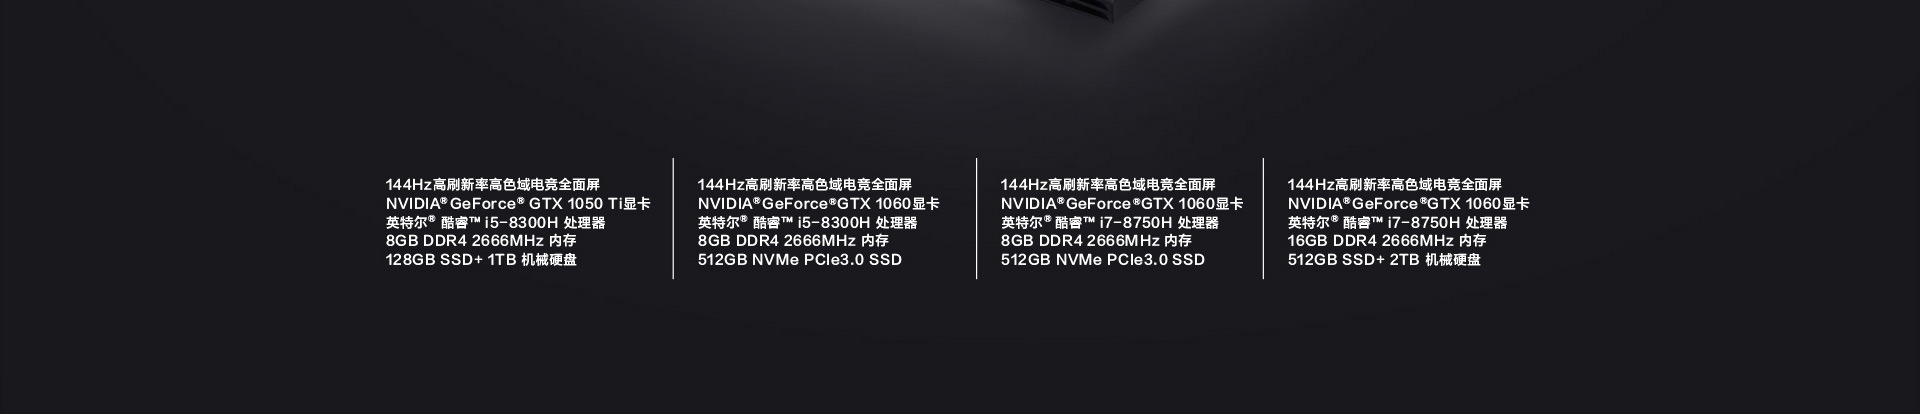 144Hz高刷新率高色域电竞全面屏
NVIDIA®GeForce® GTX 1050 Ti显卡
英特尔® 酷睿™ i5-8300H 处理器
8GB DDR4 2666MHz 内存
128GB SSD+ 1TB 机械硬盘
144Hz高刷新率高色域电竞全面屏
NVIDIA®GeForce®GTX 1060显卡
英特尔® 酷睿™ i5-8300H 处理器
8GB DDR4 2666MHz 内存
512GB NVMe PCIe3.0 SSD
144Hz高刷新率高色域电竞全面屏
NVIDIA®GeForce®GTX 1060显卡
英特尔® 酷睿™ i7-8750H 处理器
8GB DDR4 2666MHz 内存
512GB NVMe PCIe3.0 SSD
144Hz高刷新率高色域电竞全面屏
NVIDIA®GeForce®GTX 1060显卡
英特尔® 酷睿™ i7-8750H 处理器
16GB DDR4 2666MHz 内存
512GB SSD+ 2TB 机械硬盘